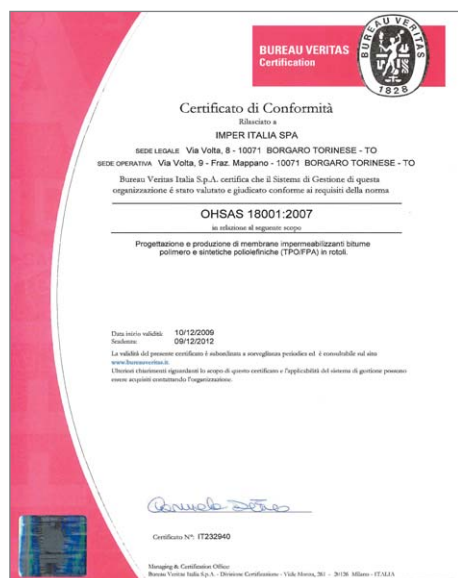 BUREAU VERITAS
Certification
BUREAU VERITAS
1828
Certificato di Conformità
Rilasciato a
IMPER ITALIA SPA
SEDE LEGALE Via Volta, 8 - 10071 BORGARO TORINESE - TO
SEDE OPERATIVA Via Volta, 9 - Fraz. Mappano - 10071 BORGARO TORINESE - TO
Bureau Veritas Italia S.p.A. certifica che il Sistema di Gestione di questa
organizzazione è stato valutato e giudicato conforme ai requisiti della norma
OHSAS 18001:2007
in relazione al seguente scopo
Progettazione e produzione di membrane impermeabilizzanti bitume
polimero e sintetiche poliolefiniche (TPO/FPA) in rotoli.
Data inizio validità: 10/12/2009
Scadenza: 09/12/2012
La validità del presente certificato è subordinata a sorveglianza periodica ed è consultabile sul sito
www.bureauveritas.it.
Ulteriori chiarimenti riguardanti lo scopo di questo certificato e l'applicabilità del sistema di gestione possono
essere acquisiti contattando l'organizzazione.
Certificato N°: IT232940
Managing & Certification Office:
Bureau Veritas Italia S.p.A. - Divisione Certificazione - Viale Monza, 261 - 20126 Milano - ITALIA